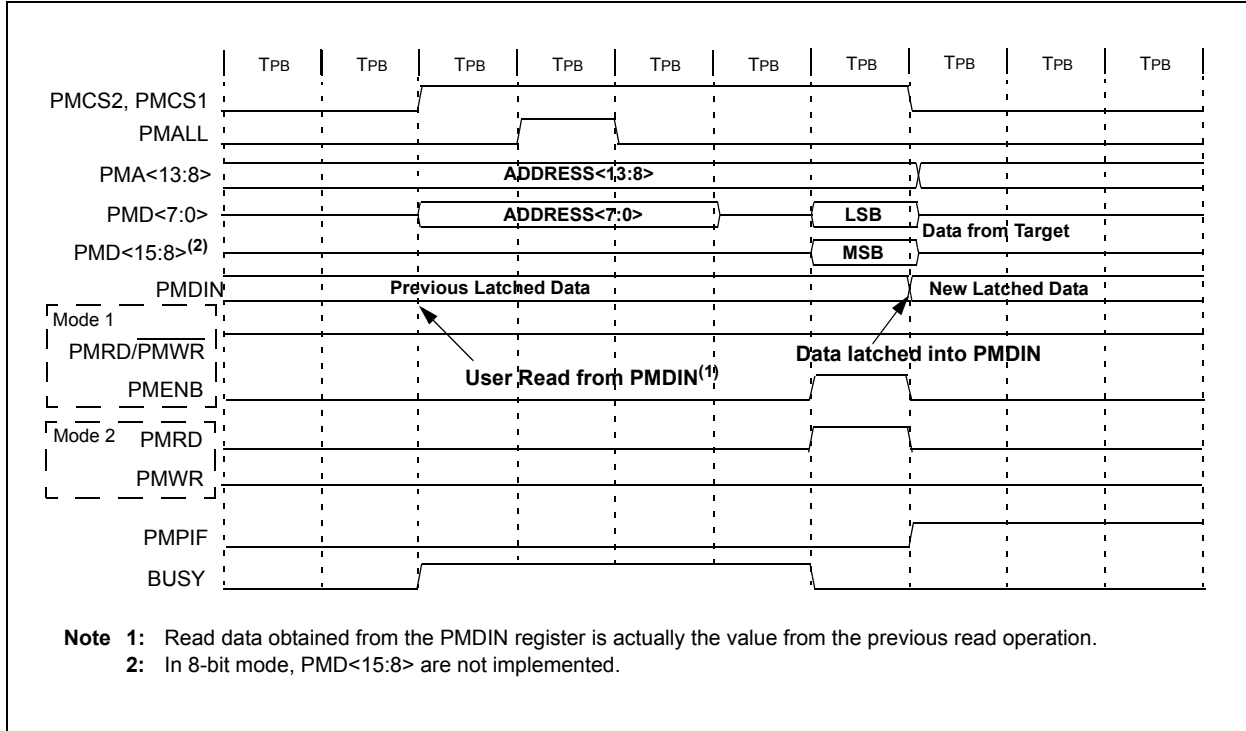 TPB TPB TPB TPB TPB TPB TPB TPB TPB TPB
PMCS2, PMCS1
PMALL
PMA<13:8> ADDRESS<13:8>
PMD<7:0> ADDRESS<7:0> LSB
Data from Target
PMD<15:8>(2) MSB
PMDIN Previous Latched Data New Latched Data
Mode 1
PMRD/PMWR Data latched into PMDIN
User Read from PMDIN(1)
PMENB
Mode 2 PMRD
PMWR
PMPIF
BUSY
Note 1: Read data obtained from the PMDIN register is actually the value from the previous read operation.
2: In 8-bit mode, PMD<15:8> are not implemented.